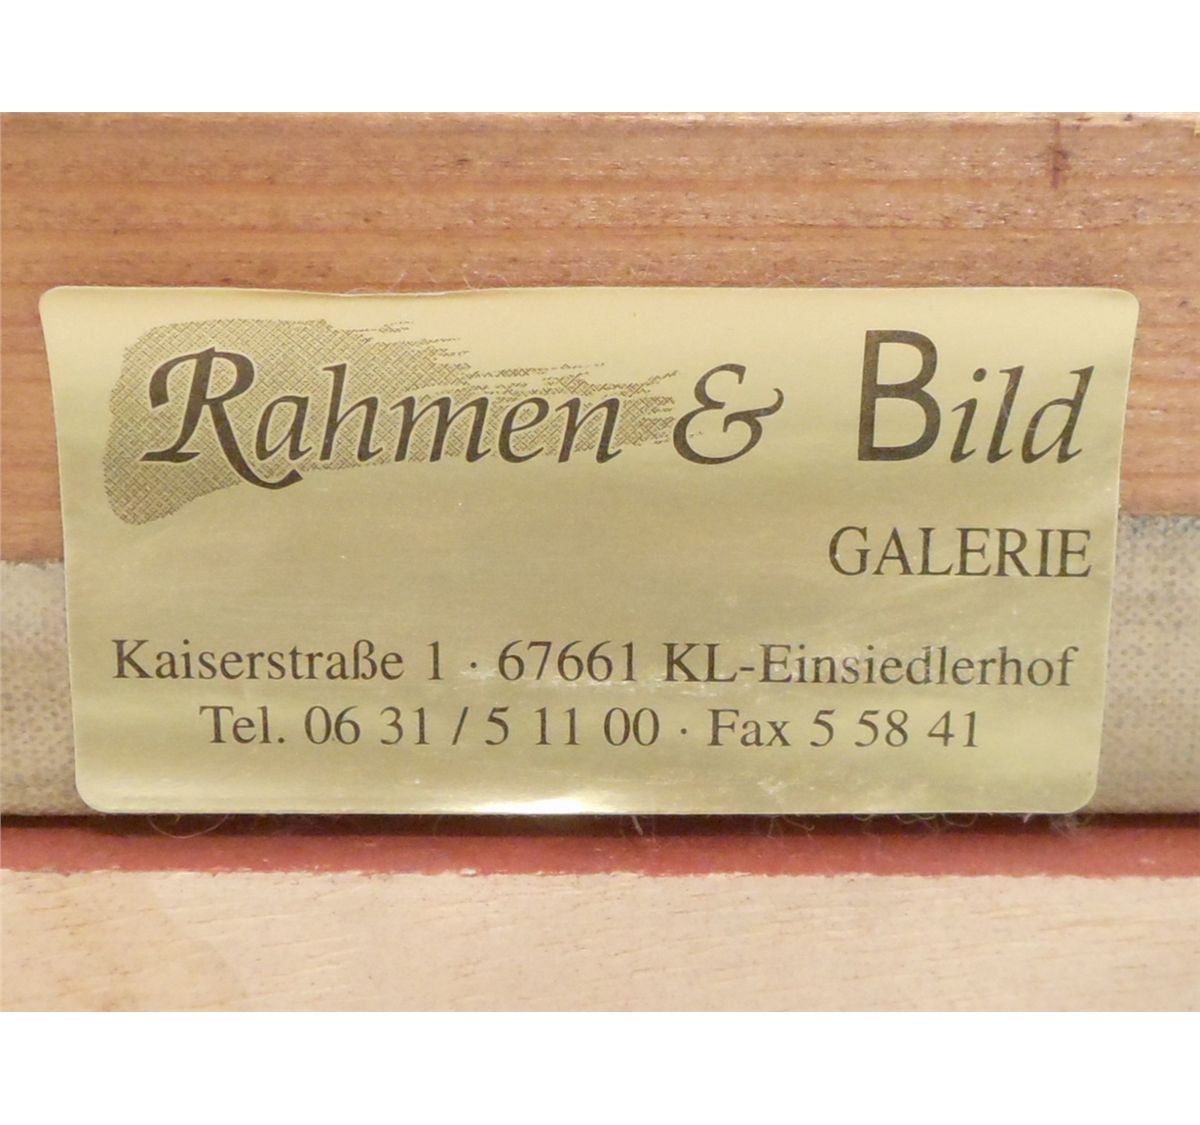 Rahmen & Bild
GALERIE
Kaiserstraße 1 · 67661 KL-Einsiedlerhof
Tel. 06 31 / 5 11 00 · Fax 5 58 41